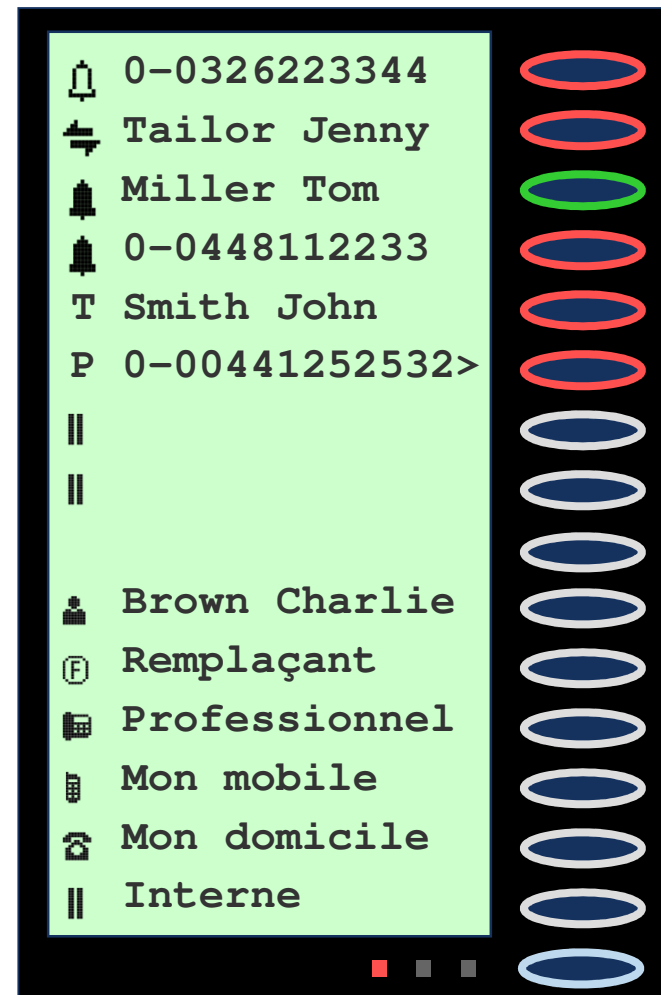 0-0326223344
Tailor Jenny
Miller Tom
0-0448112233
T Smith John
P 0-00441252532>
Brown Charlie
Ⓕ Remplaçant
Professionnel
Mon mobile
Mon domicile
Interne